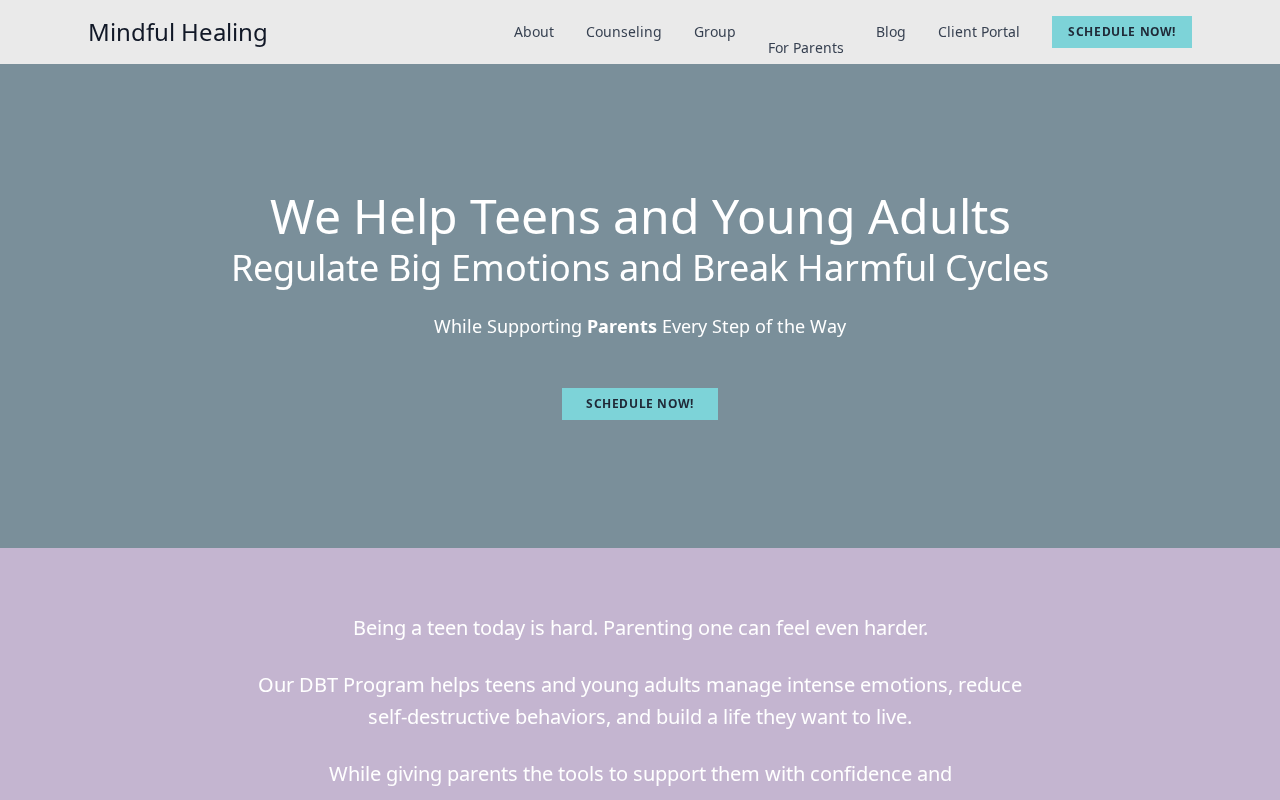 Mindful Healing
About Counseling Group For Parents Blog Client Portal SCHEDULE NOW!
We Help Teens and Young Adults
Regulate Big Emotions and Break Harmful Cycles
While Supporting Parents Every Step of the Way
SCHEDULE NOW!
Being a teen today is hard. Parenting one can feel even harder.
Our DBT Program helps teens and young adults manage intense emotions, reduce
self-destructive behaviors, and build a life they want to live.
While giving parents the tools to support them with confidence and